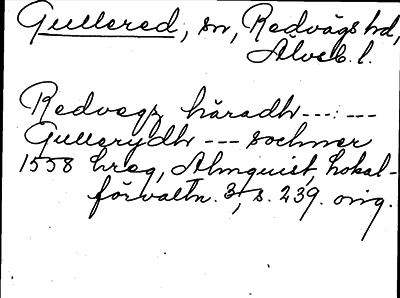 Gullered, sn, Redvägs hd,
Älvsb. l.
Redvegz häradh --- : ---
Gullerydh --- sochner
1558 hreg, Almquist, Lokal-
förvaltn. 3, s. 239. orig.